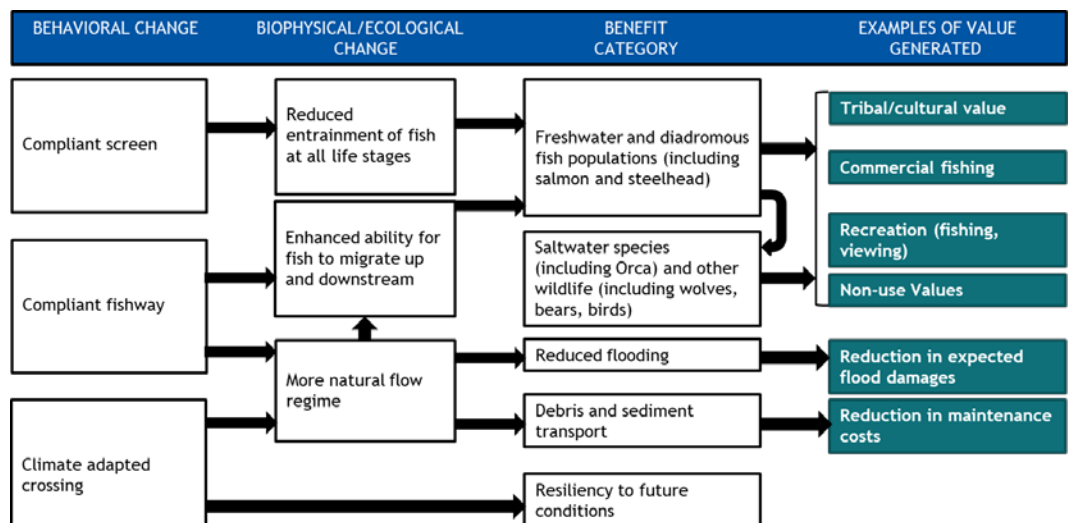 BEHAVIORAL CHANGE
BIOPHYSICAL/ECOLOGICAL
CHANGE
BENEFIT
CATEGORY
EXAMPLES OF VALUE
GENERATED
Compliant screen
Reduced
entrainment of fish
at all life stages
Freshwater and diadromous
fish populations (including
salmon and steelhead)
Tribal/cultural value
Commercial fishing
Recreation (fishing,
viewing)
Non-use Values
Compliant fishway
Enhanced ability for
fish to migrate up
and downstream
Saltwater species
(including Orca) and other
wildlife (including wolves,
bears, birds)
More natural flow
regime
Reduced flooding
Reduction in expected
flood damages
Debris and sediment
transport
Reduction in maintenance
costs
Climate adapted
crossing
Resiliency to future
conditions